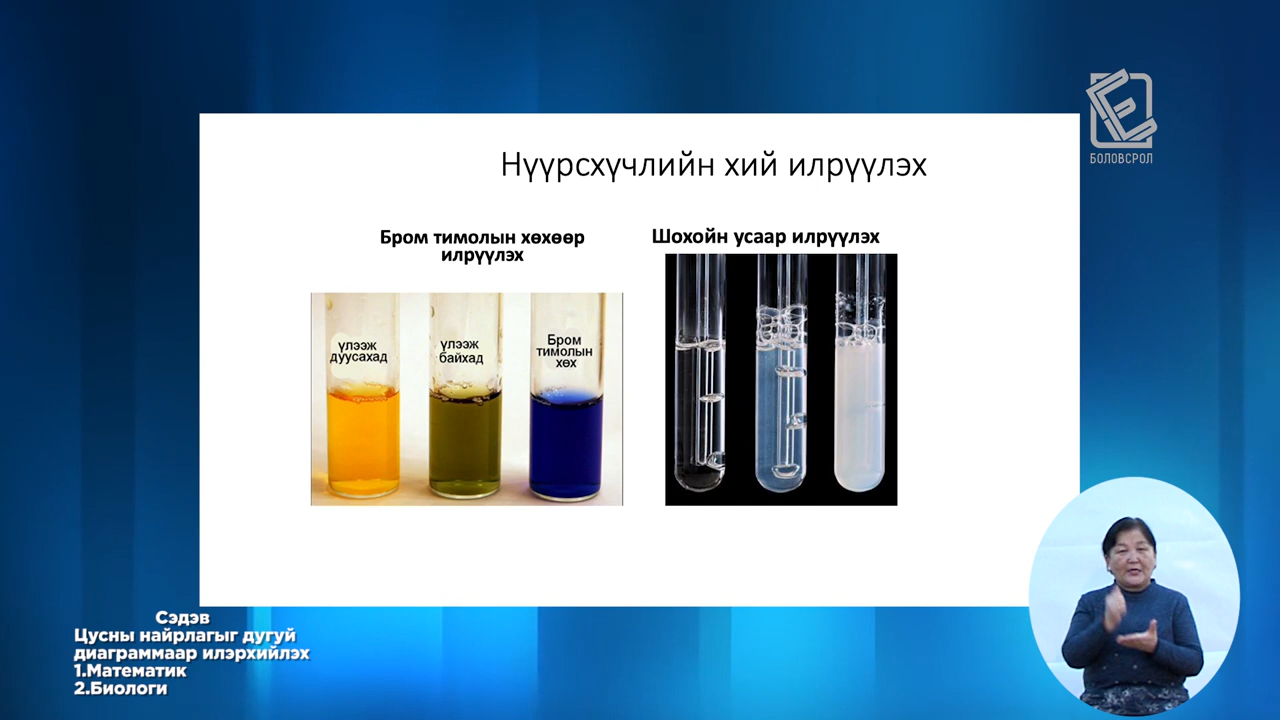 БОЛОВСРОЛ
Нүүрсхүчлийн хий илрүүлэх
Бром тимолын хөхөөр
илрүүлэх
Шохойн усаар илрүүлэх
үлээж
дуусахад
үлээж
байхад
Бром
тимолын
хөх
Сэдэв
Цусны найрлагыг дугуй
диаграммаар илэрхийлэх
1.Математик
2.Биологи